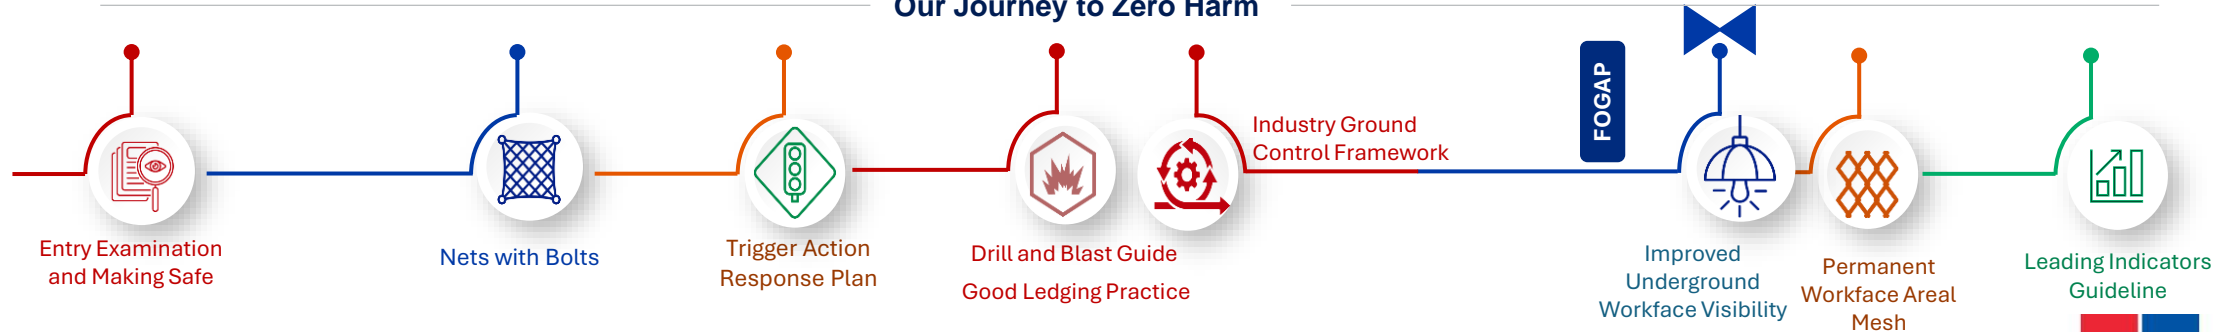 Our Journey to Zero Harm
Entry Examination
and Making Safe
Nets with Bolts
Trigger Action
Response Plan
Drill and Blast Guide
Good Ledging Practice
Industry Ground
Control Framework
FOGAP
Improved
Underground
Workface Visibility
Permanent
Workface Areal
Mesh
Leading Indicators
Guideline